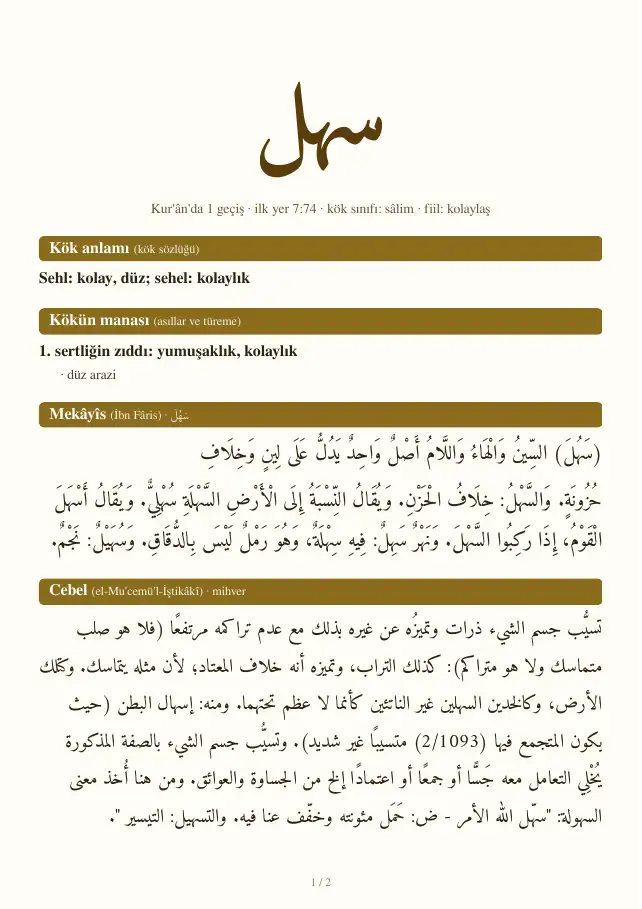 سهل
Kur'ân'da 1 geçiş · ilk yer 7:74 · kök sınıfı: sâlim · fiil: kolaylaş
Kök anlamı (kök sözlüğü)
Sehl: kolay, düz; sehel: kolaylık
Kökün manası (asıllar ve türeme)
1. sertliğin zıddı: yumuşaklık, kolaylık
· düz arazi
Mekâyîs (İbn Fâris) · سَهُلَ
(سَهُلَ) السِّينُ وَالْهَاءُ وَاللَّامُ أَصْلٌ وَاحِدٌ يَدُلُّ عَلَى لِينٍ وَخِلَافِ
حُزُونَةٍ. وَالسَّهْلُ: خِلَافُ الْحَزْنِ. وَيُقَالُ النِّسْبَةُ إِلَى الْأَرْضِ السَّهْلَةِ سُهْلِيٌّ. وَيُقَالُ أَسْهَلَ
الْقَوْمُ، إِذَا رَكِبُوا السَّهْلَ. وَنَهْرٌ سَهِلٌ: فِيهِ سِهْلَةٌ، وَهُوَ رَمْلٌ لَيْسَ بِالدُّقَاقِ. وَسُهَيْلٌ: نَجْمٌ.
Cebel (el-Mu'cemü'l-İştikâkî) · mihver
تسيُّب جسم الشيء ذرات وتميزُه عن غيره بذلك مع عدم تراكمه مرتفعًا (فلا هو صلب
متماسك ولا هو متراكم): كذلك التراب، وتميزه أنه خلاف المعتاد؛ لأن مثله يتماسك. وكتلك
الأرض، وكالخدين السهلين غير الناتئين كأنما لا عظم تحتهما. ومنه: إسهال البطن (حيث
يكون المتجمع فيها (2/1093) متسيبًا غير شديد). وتسيُّب جسم الشيء بالصفة المذكورة
يُخْلِي التعامل معه جَسًّا أو جمعًا أو اعتمادًا إلخ من الجساوة والعوائق. ومن هنا أُخذ معنى
السهولة: "سهّل الله الأمر - ض: حَمَل مئونته وخفّف عنا فيه. والتسهيل: التيسير ".
1 / 2